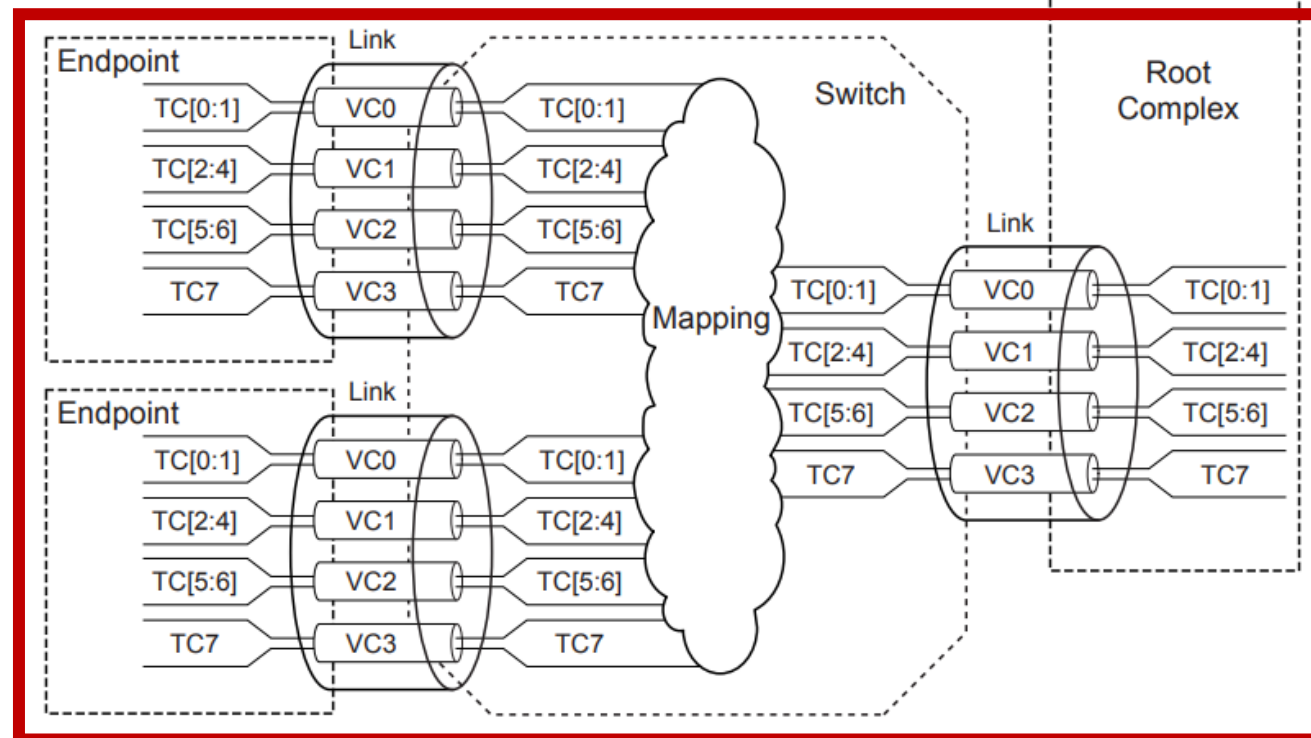 Endpoint
Link
TC[0:1]
VC0
TC[0:1]
TC[2:4]
VC1
TC[2:4]
TC[5:6]
VC2
TC[5:6]
TC7
VC3
TC7
Endpoint
Link
TC[0:1]
VC0
TC[0:1]
TC[2:4]
VC1
TC[2:4]
TC[5:6]
VC2
TC[5:6]
TC7
VC3
TC7
Mapping
Switch
Root
Complex
Link
TC[0:1]
VC0
TC[0:1]
TC[2:4]
VC1
TC[2:4]
TC[5:6]
VC2
TC[5:6]
TC7
VC3
TC7